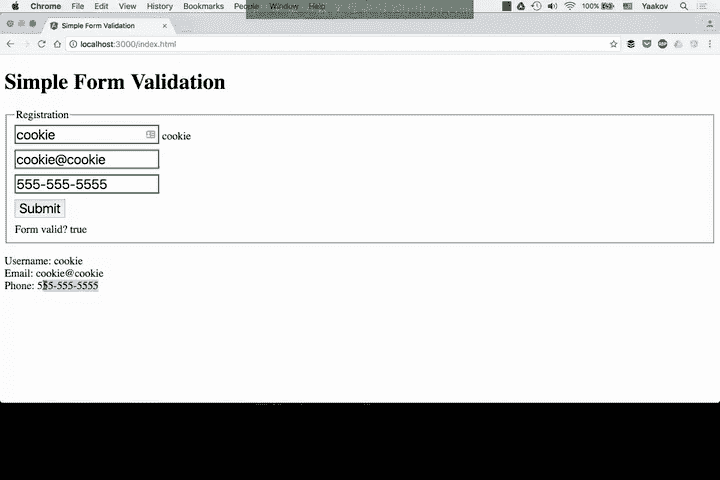 Chrome File Edit View History Bookmarks People Window Help 100% Yaakov
Simple Form Validation
localhost:3000/index.html
Simple Form Validation
Registration
cookie cookie
cookie@cookie
555-555-5555
Submit
Form valid? true
Username: cookie
Email: cookie@cookie
Phone: 555-555-5555